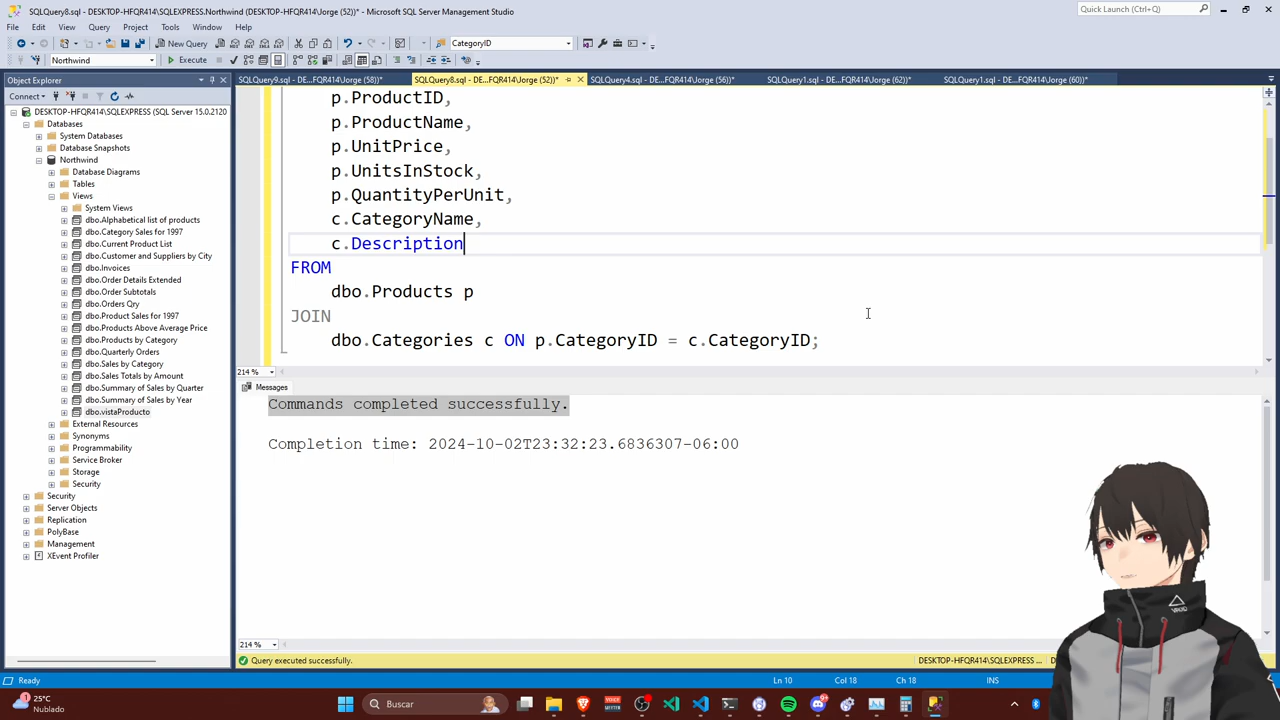 SQLQuery8.sql - DESKTOP-HFQR414\SQLEXPRESS.Northwind (DESKTOP-HFQR414\Jorge (52))* - Microsoft SQL Server Management Studio
Quick Launch (Ctrl+Q)
File Edit View Query Project Tools Window Help
New Query CategoryID
Northwind Execute
Object Explorer
SQLQuery9.sql - DE...FQR414\Jorge (58))* SQLQuery8.sql - DE...FQR414\Jorge (52))* SQLQuery4.sql - DE...FQR414\Jorge (56))* SQLQuery1.sql - DE...FQR414\Jorge (62))* SQLQuery1.sql - DE...FQR414\Jorge (60))*
Connect
DESKTOP-HFQR414\SQLEXPRESS (SQL Server 15.0.2120
Databases
System Databases
Database Snapshots
Northwind
Database Diagrams
Tables
Views
System Views
dbo.Alphabetical list of products
dbo.Category Sales for 1997
dbo.Current Product List
dbo.Customer and Suppliers by City
dbo.Invoices
dbo.Order Details Extended
dbo.Order Subtotals
dbo.Orders Qry
dbo.Product Sales for 1997
dbo.Products Above Average Price
dbo.Products by Category
dbo.Quarterly Orders
dbo.Sales by Category
dbo.Sales Totals by Amount
dbo.Summary of Sales by Quarter
dbo.Summary of Sales by Year
dbo.vistaProducto
External Resources
Synonyms
Programmability
Service Broker
Storage
Security
Security
Server Objects
Replication
PolyBase
Management
XEvent Profiler
p.ProductID,
p.ProductName,
p.UnitPrice,
p.UnitsInStock,
p.QuantityPerUnit,
c.CategoryName,
c.Description
FROM
dbo.Products p
JOIN
dbo.Categories c ON p.CategoryID = c.CategoryID;
214 %
Messages
Commands completed successfully.
Completion time: 2024-10-02T23:32:23.6836307-06:00
214 %
Query executed successfully. DESKTOP-HFQR414\SQLEXPRESS ...
Ready Ln 10 Col 18 Ch 18 INS
25°C
Nublado
Buscar